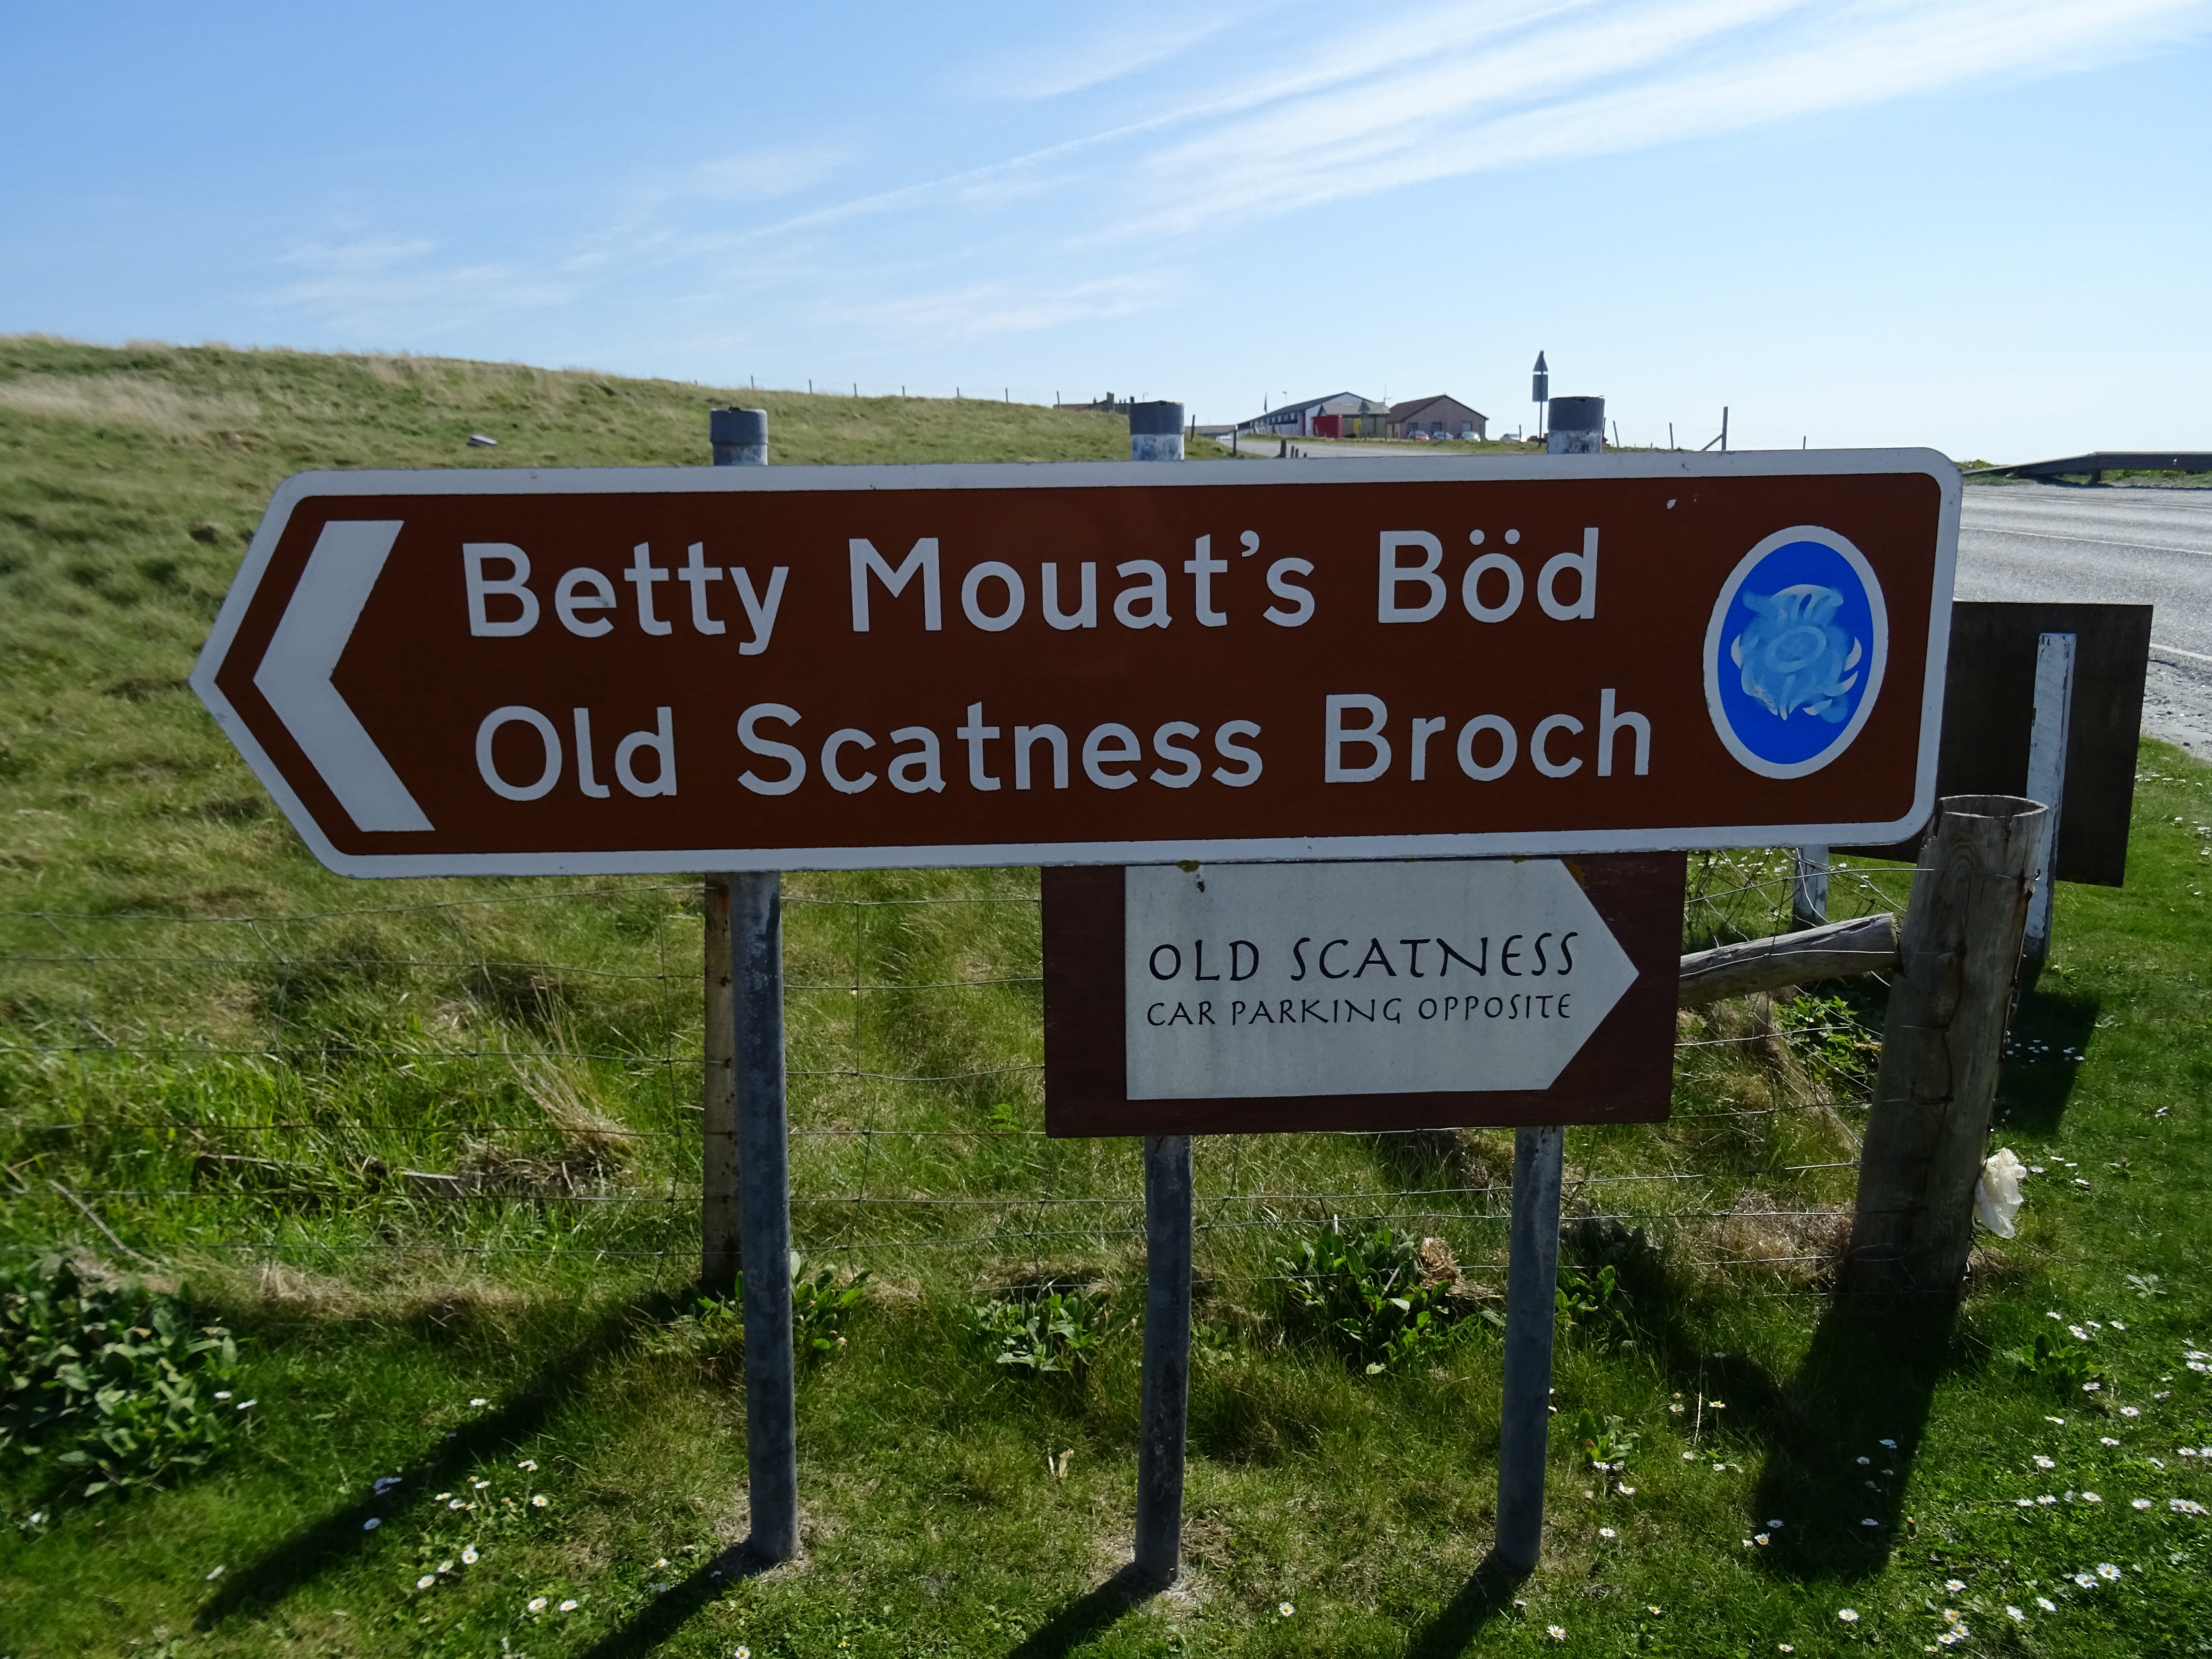 Betty Mouat's Böd
Old Scatness Broch
OLD SCATNESS
CAR PARKING OPPOSITE